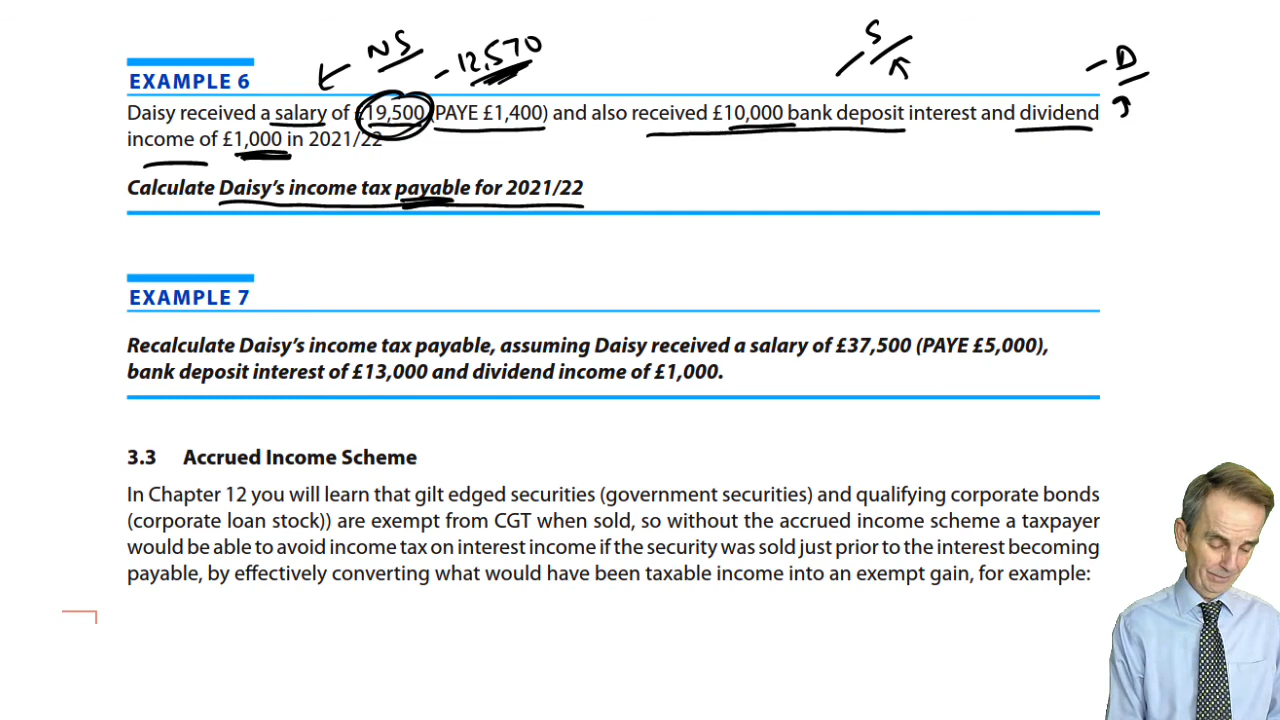 NS
- 12,570
S
- D
EXAMPLE 6
Daisy received a salary of £19,500 (PAYE £1,400) and also received £10,000 bank deposit interest and dividend
income of £1,000 in 2021/22
Calculate Daisy's income tax payable for 2021/22
EXAMPLE 7
Recalculate Daisy's income tax payable, assuming Daisy received a salary of £37,500 (PAYE £5,000),
bank deposit interest of £13,000 and dividend income of £1,000.
3.3 Accrued Income Scheme
In Chapter 12 you will learn that gilt edged securities (government securities) and qualifying corporate bonds
(corporate loan stock)) are exempt from CGT when sold, so without the accrued income scheme a taxpayer
would be able to avoid income tax on interest income if the security was sold just prior to the interest becoming
payable, by effectively converting what would have been taxable income into an exempt gain, for example: